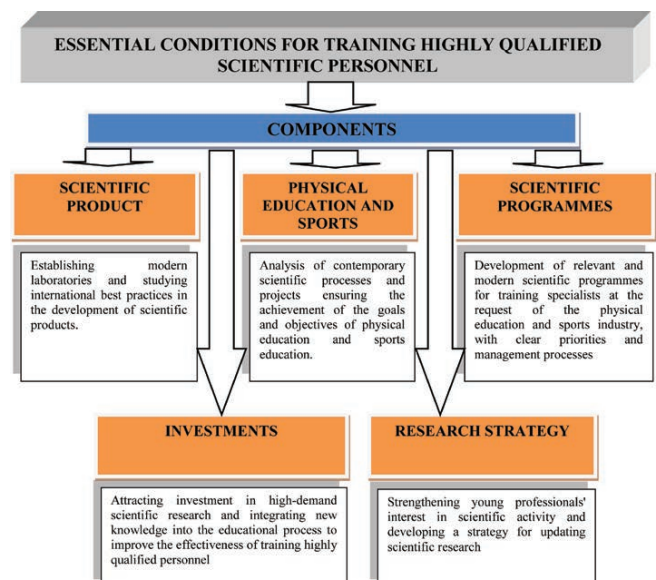 ESSENTIAL CONDITIONS FOR TRAINING HIGHLY QUALIFIED
SCIENTIFIC PERSONNEL
COMPONENTS
SCIENTIFIC
PRODUCT
Establishing modern
laboratories and studying
international best practices in
the development of scientific
products.
PHYSICAL
EDUCATION AND
SPORTS
Analysis of contemporary
scientific processes and
projects ensuring the
achievement of the goals
and objectives of physical
education and sports
education.
SCIENTIFIC
PROGRAMMES
Development of relevant and
modern scientific programmes
for training specialists at the
request of the physical
education and sports industry,
with clear priorities and
management processes
INVESTMENTS
Attracting investment in high-demand
scientific research and integrating new
knowledge into the educational process to
improve the effectiveness of training highly
qualified personnel
RESEARCH STRATEGY
Strengthening young professionals'
interest in scientific activity and
developing a strategy for updating
scientific research